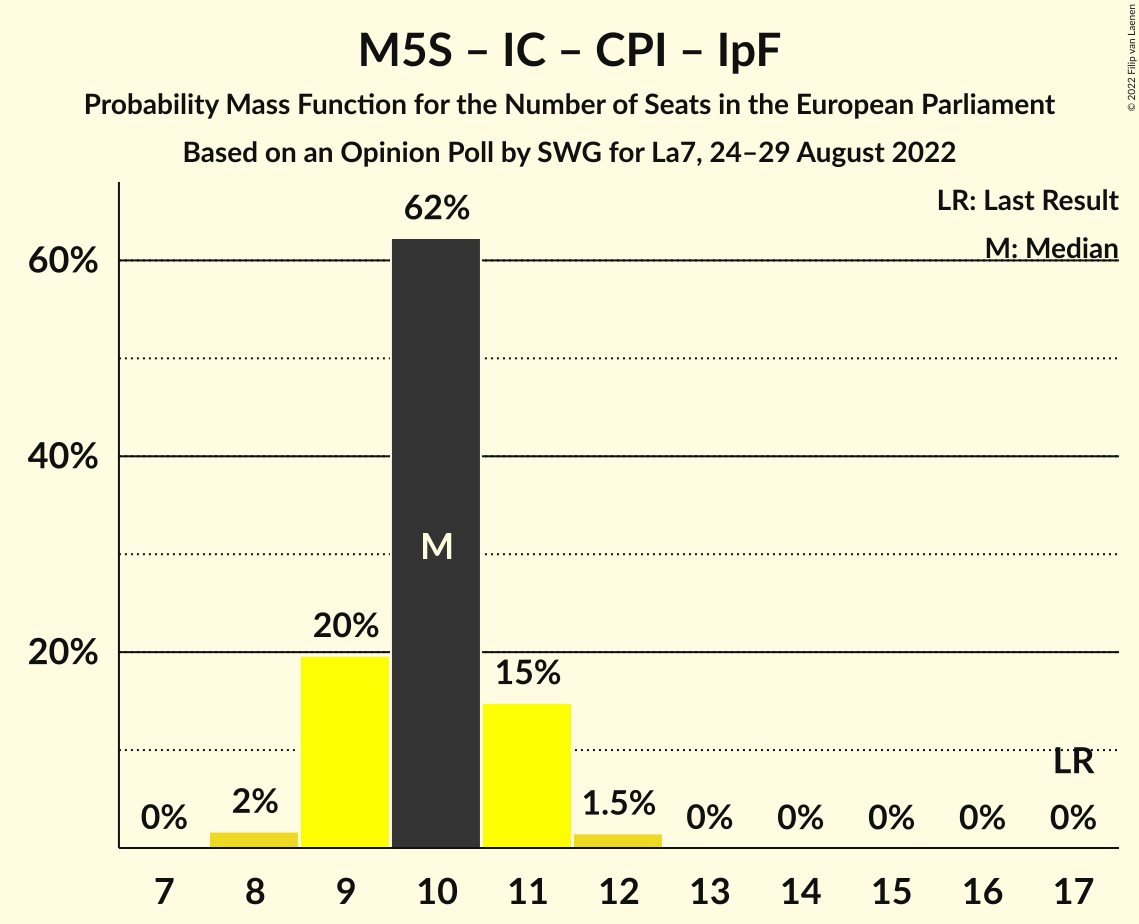 M5S – IC – CPI – IpF
Probability Mass Function for the Number of Seats in the European Parliament
Based on an Opinion Poll by SWG for La7, 24–29 August 2022
© 2022 Filip van Laenen
LR: Last Result
M: Median
62%
60%
40%
M
20%
20%
15%
LR
0%
2%
1.5%
0%
0%
0%
0%
0%
7 8 9 10 11 12 13 14 15 16 17